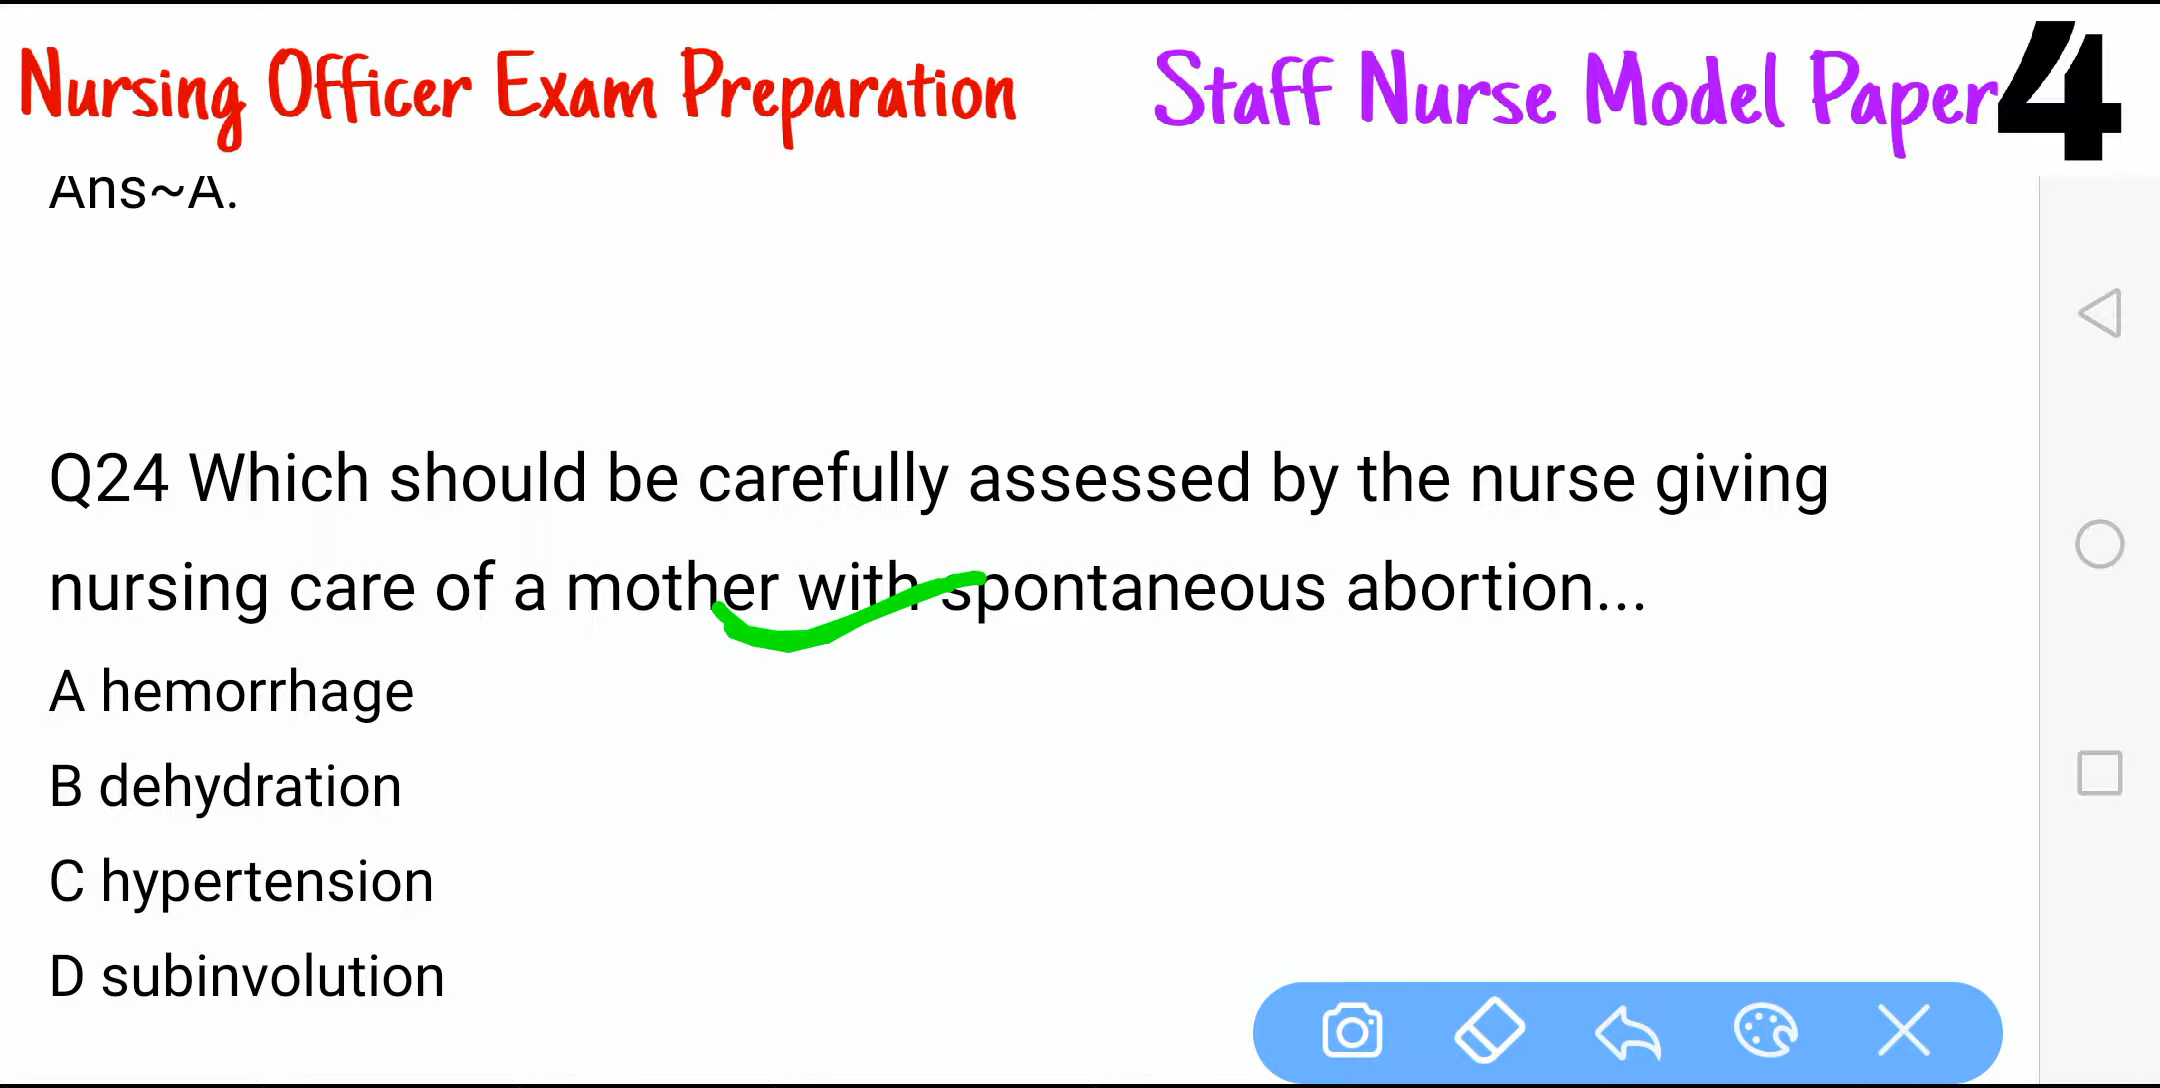 Nursing Officer Exam Preparation Staff Nurse Model Paper 4
Ans~A.
Q24 Which should be carefully assessed by the nurse giving
nursing care of a mother with spontaneous abortion...
A hemorrhage
B dehydration
C hypertension
D subinvolution